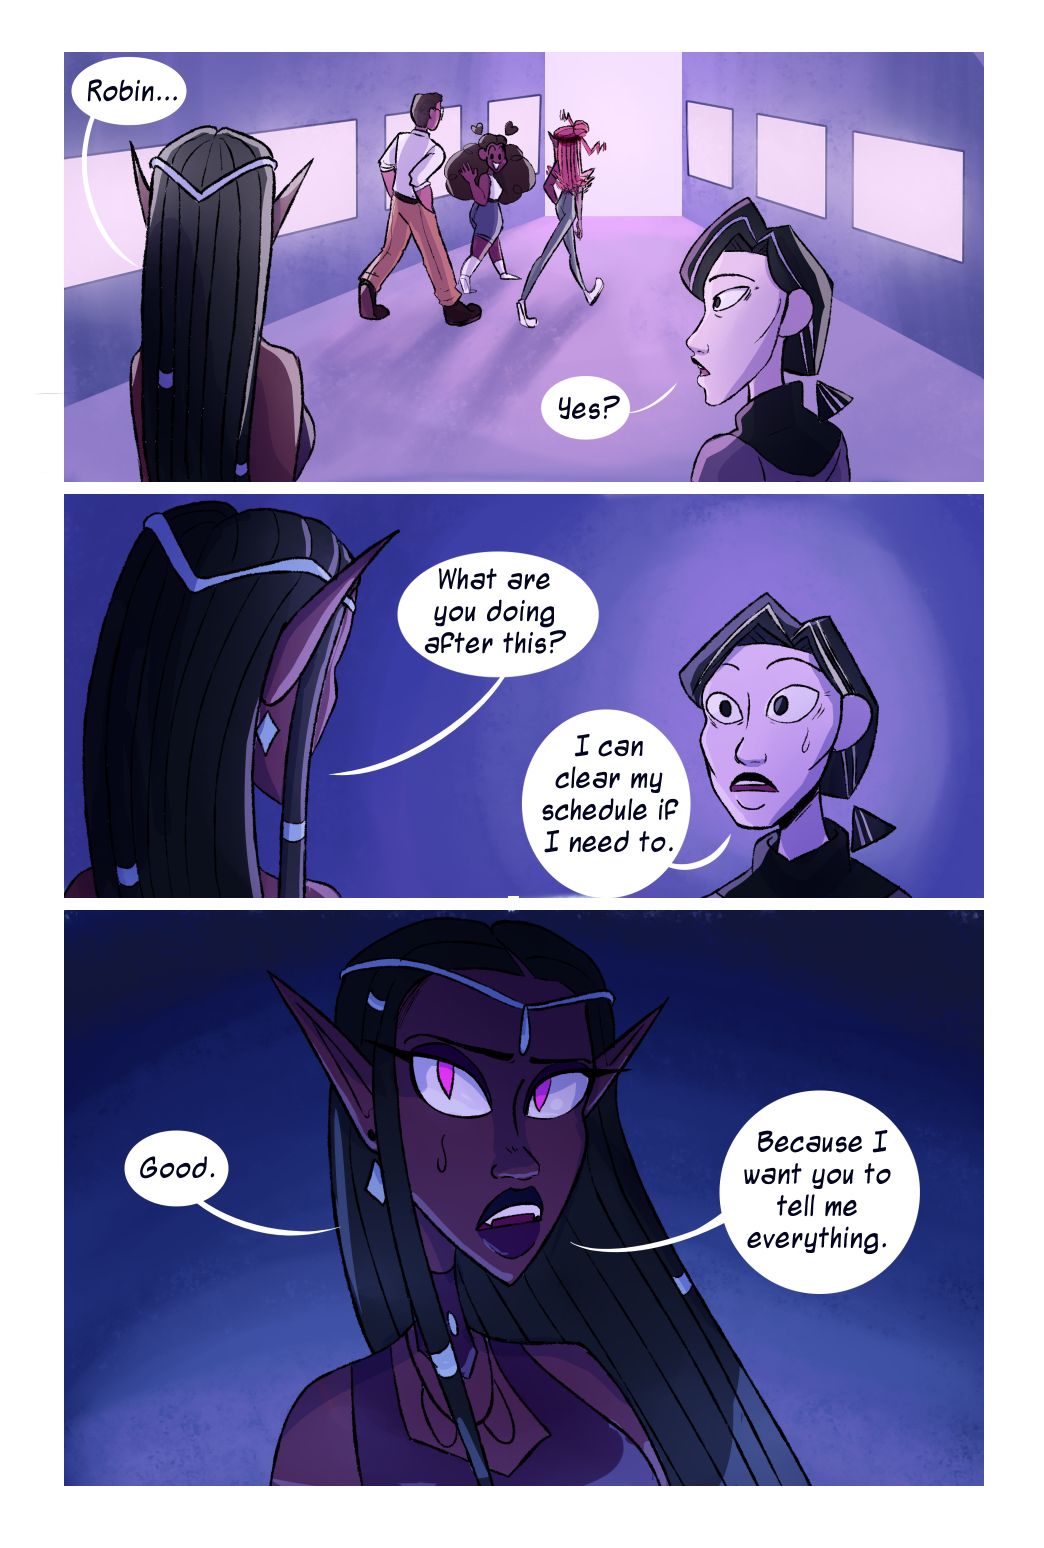 Robin...
Yes?
What are
you doing
after this?
I can
clear my
schedule if
I need to.
Good.
Because I
want you to
tell me
everything.